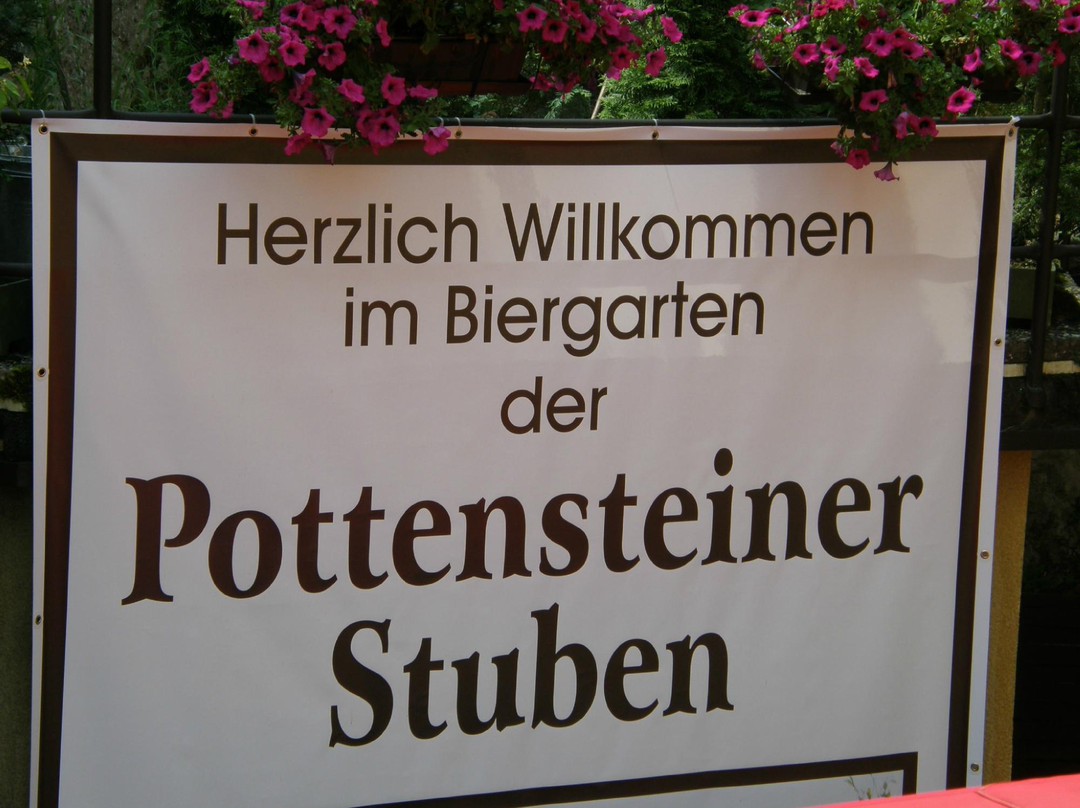 Herzlich Willkommen
im Biergarten
der
Pottensteiner
Stuben